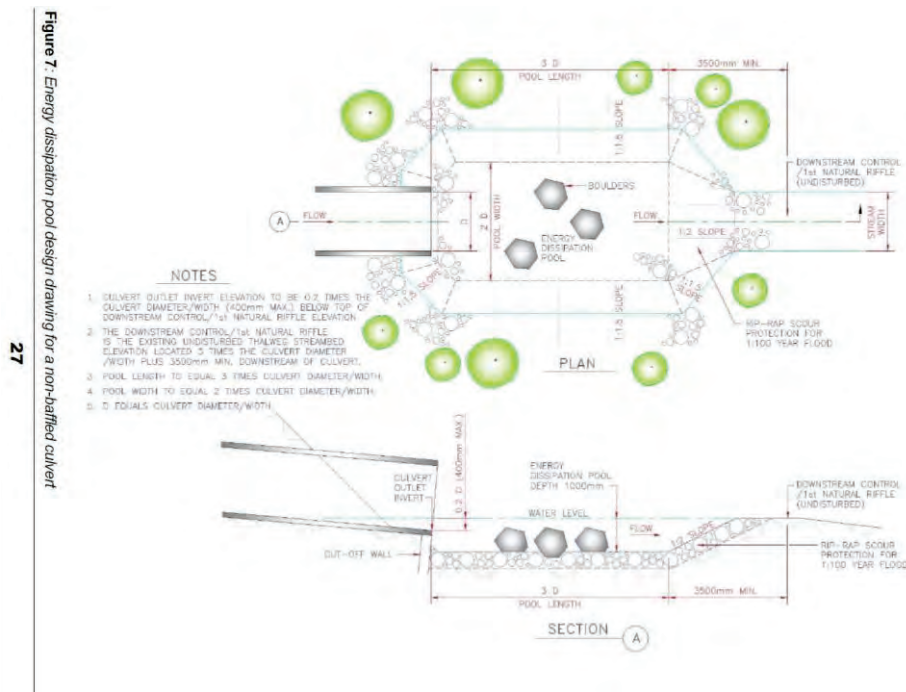 Figure 7: Energy dissipation pool design drawing for a non-baffled culvert
27
3 D
POOL LENGTH
3500mm MIN.
1:1.5 SLOPE
DOWNSTREAM CONTROL
/1st NATURAL RIFFLE
(UNDISTURBED)
BOULDERS
A
FLOW
D
2 D
POOL WIDTH
FLOW
1:2 SLOPE
STREAM
WIDTH
ENERGY
DISSIPATION
POOL
1:1.5 SLOPE
1:1.5 SLOPE
1:1.5 SLOPE
RIP-RAP SCOUR
PROTECTION FOR
1:100 YEAR FLOOD
PLAN
NOTES
1. CULVERT OUTLET INVERT ELEVATION TO BE 0.2 TIMES THE
CULVERT DIAMETER/WIDTH (400mm MAX.) BELOW TOP OF
DOWNSTREAM CONTROL/1st NATURAL RIFFLE ELEVATION.
2. THE DOWNSTREAM CONTROL/1st NATURAL RIFFLE
IS THE EXISTING UNDISTURBED THALWEG STREAMBED
ELEVATION LOCATED 3 TIMES THE CULVERT DIAMETER
/WIDTH PLUS 3500mm MIN. DOWNSTREAM OF CULVERT.
3. POOL LENGTH TO EQUAL 3 TIMES CULVERT DIAMETER/WIDTH.
4. POOL WIDTH TO EQUAL 2 TIMES CULVERT DIAMETER/WIDTH.
5. D EQUALS CULVERT DIAMETER/WIDTH
CULVERT
OUTLET
INVERT
0.2 D (400mm MAX.)
ENERGY
DISSIPATION POOL
DEPTH 1000mm
WATER LEVEL
FLOW
1:2 SLOPE
DOWNSTREAM CONTROL
/1st NATURAL RIFFLE
(UNDISTURBED)
CUT-OFF WALL
RIP-RAP SCOUR
PROTECTION FOR
1:100 YEAR FLOOD
3 D
POOL LENGTH
3500mm MIN.
SECTION A